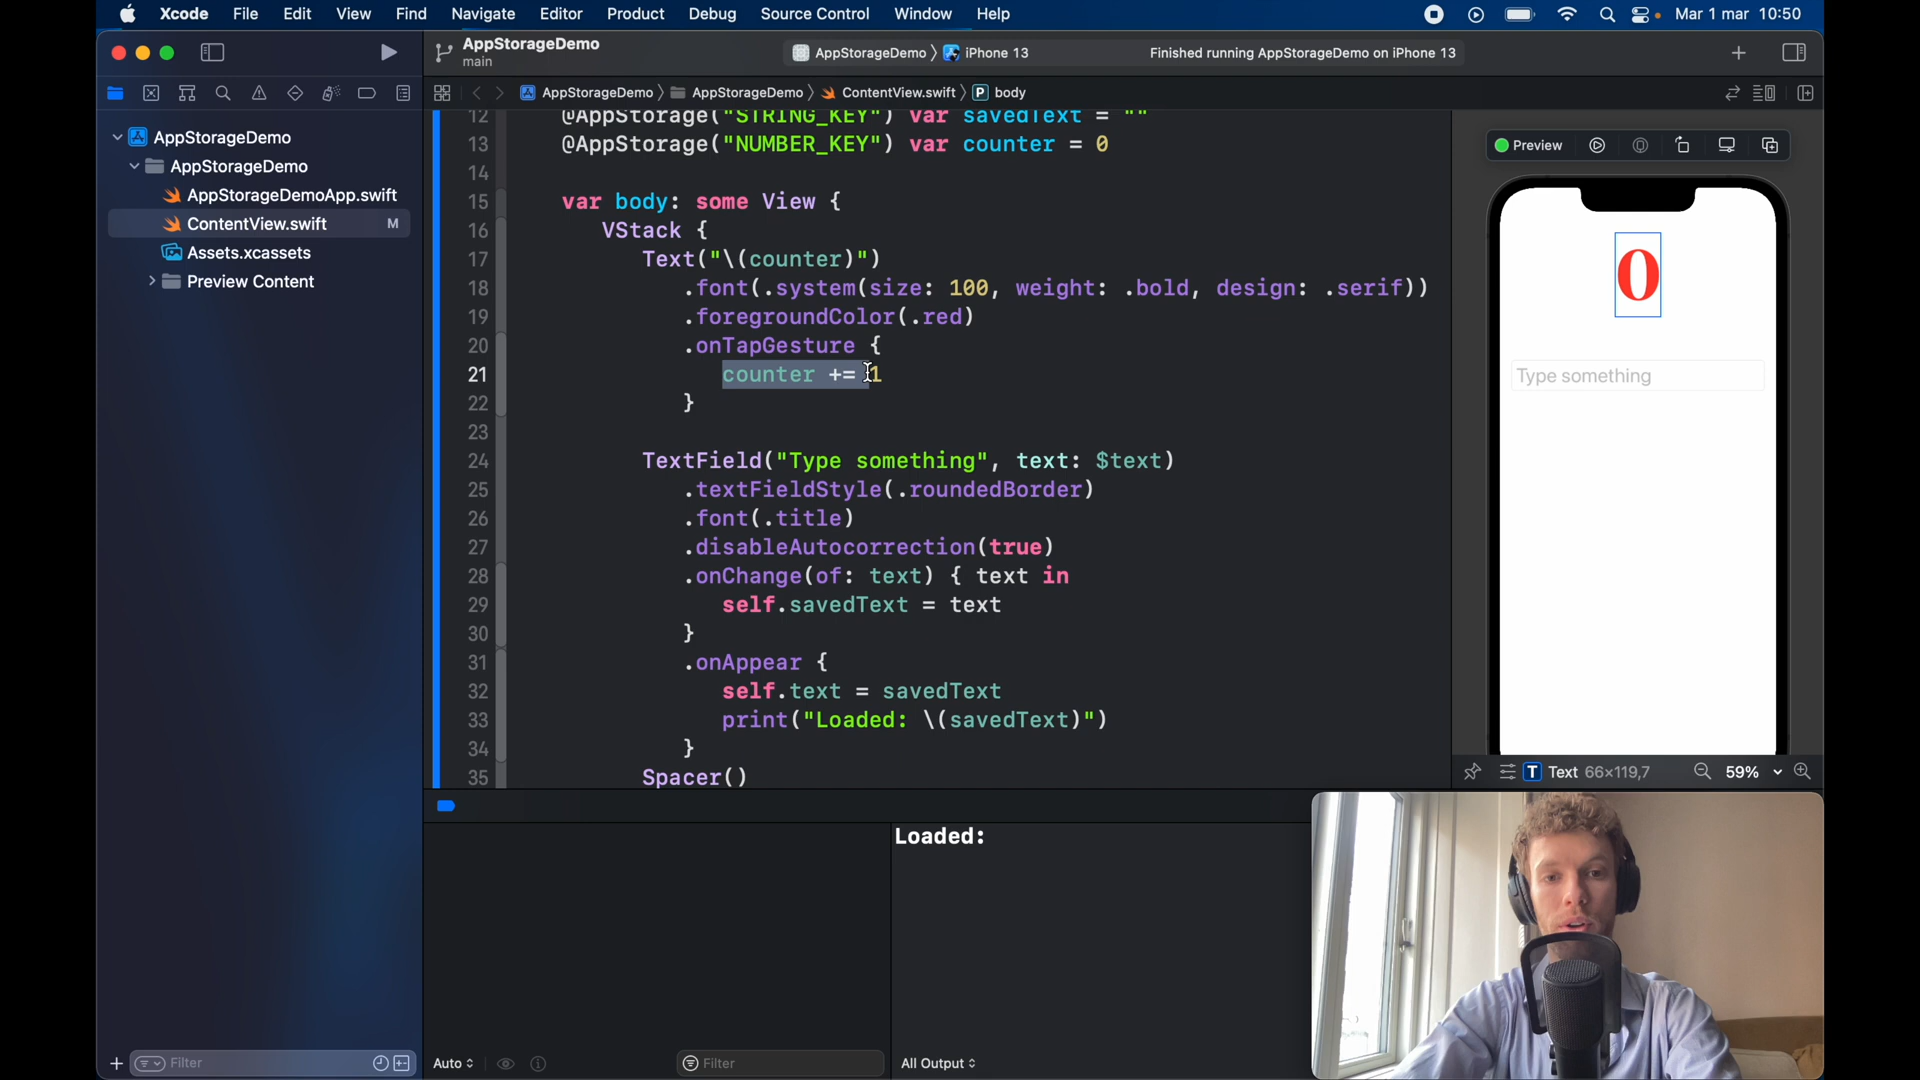 Xcode File Edit View Find Navigate Editor Product Debug Source Control Window Help
Mar 1 mar 10:50
AppStorageDemo
main
AppStorageDemo iPhone 13
Finished running AppStorageDemo on iPhone 13
AppStorageDemo AppStorageDemo ContentView.swift P body
AppStorageDemo
AppStorageDemo
AppStorageDemoApp.swift
ContentView.swift M
Assets.xcassets
Preview Content
12 @AppStorage("STRING_KEY") var savedText = ""
13 @AppStorage("NUMBER_KEY") var counter = 0
14
15 var body: some View {
16 VStack {
17 Text("\(counter)")
18 .font(.system(size: 100, weight: .bold, design: .serif))
19 .foregroundColor(.red)
20 .onTapGesture {
21 counter += 1
22 }
23
24 TextField("Type something", text: $text)
25 .textFieldStyle(.roundedBorder)
26 .font(.title)
27 .disableAutocorrection(true)
28 .onChange(of: text) { text in
29 self.savedText = text
30 }
31 .onAppear {
32 self.text = savedText
33 print("Loaded: \(savedText)")
34 }
35 Spacer()
Preview
0
Type something
T Text 66×119,7 59%
Loaded:
Filter
Auto
Filter
All Output